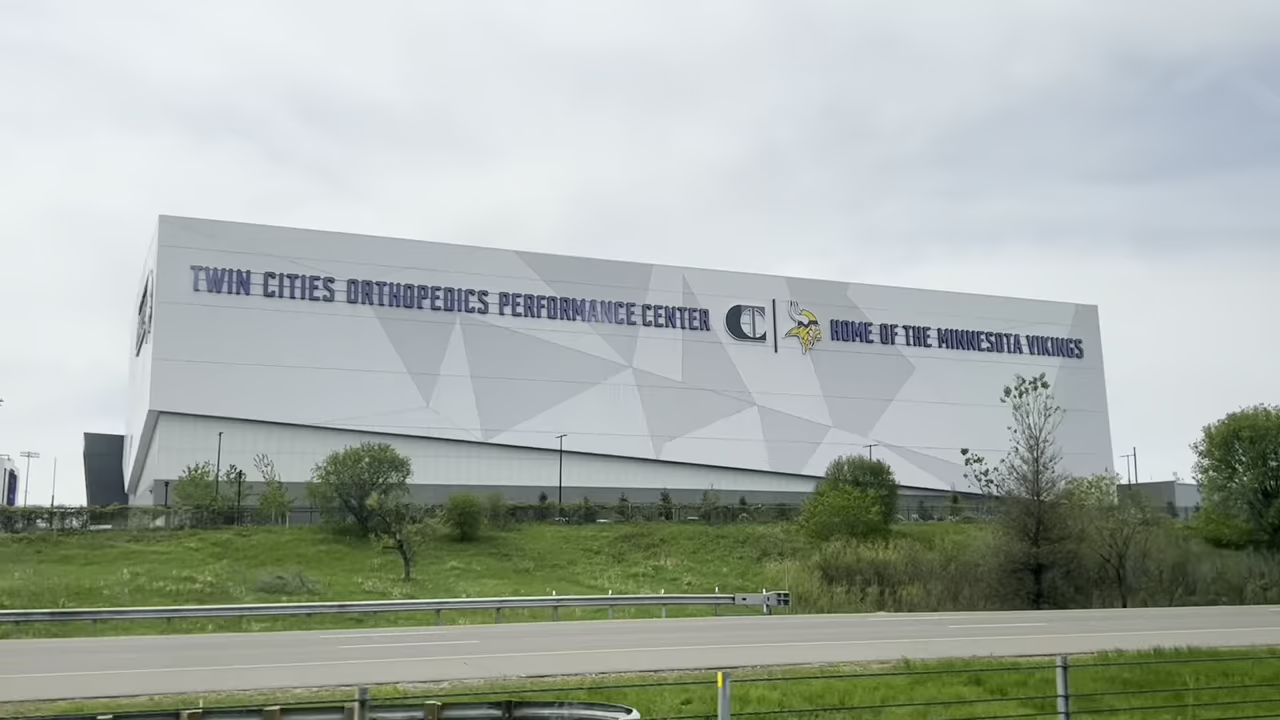 TWIN CITIES ORTHOPEDICS PERFORMANCE CENTER
HOME OF THE MINNESOTA VIKINGS